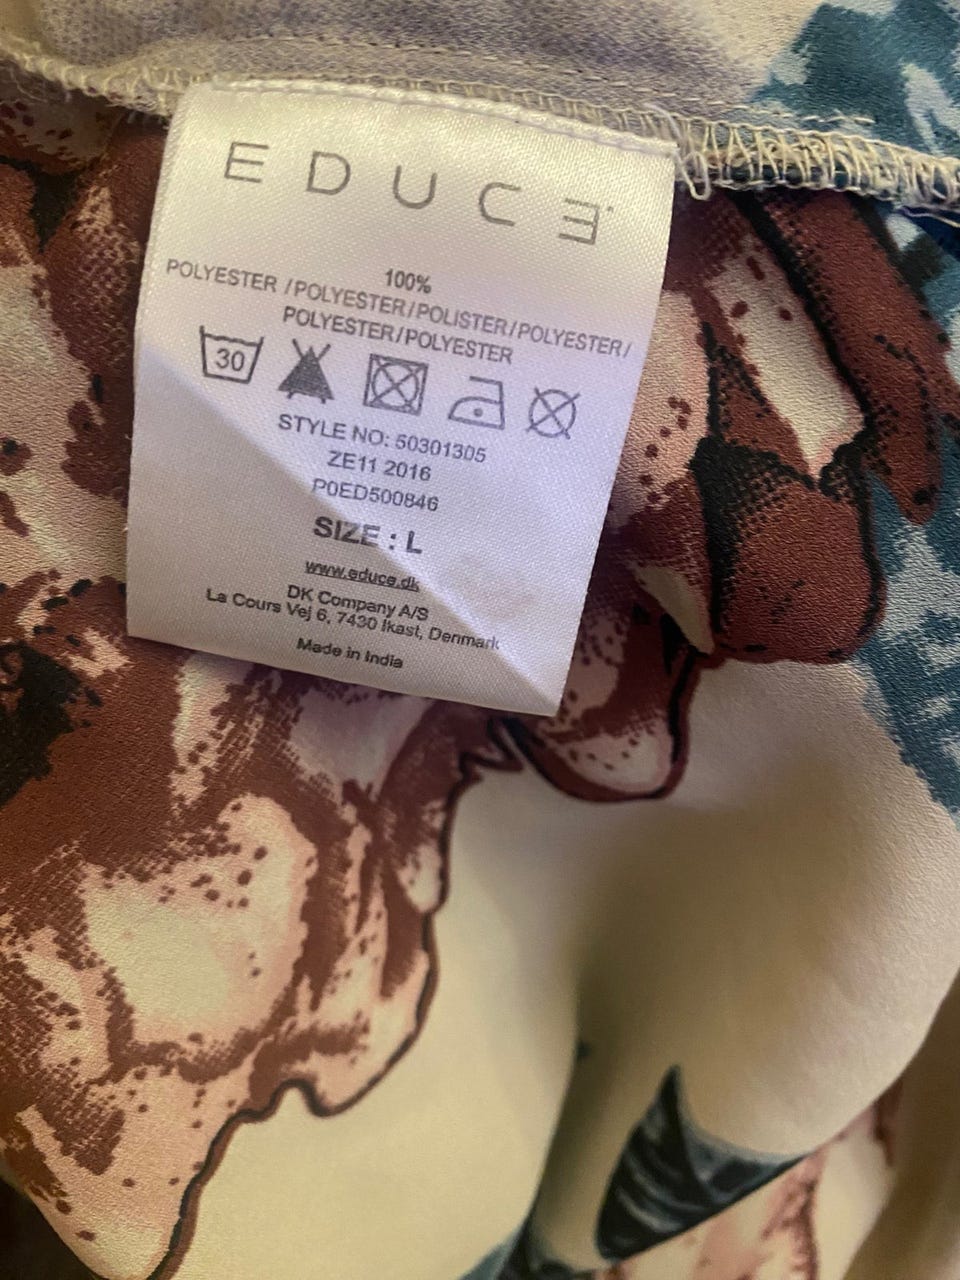 EDUCE
100%
POLYESTER /POLYESTER/POLISTER/POLYESTER/
POLYESTER/POLYESTER
30
STYLE NO: 50301305
ZE11 2016
P0ED500846
SIZE : L
www.educe.dk
DK Company A/S
La Cours Vej 6, 7430 Ikast, Denmark
Made in India